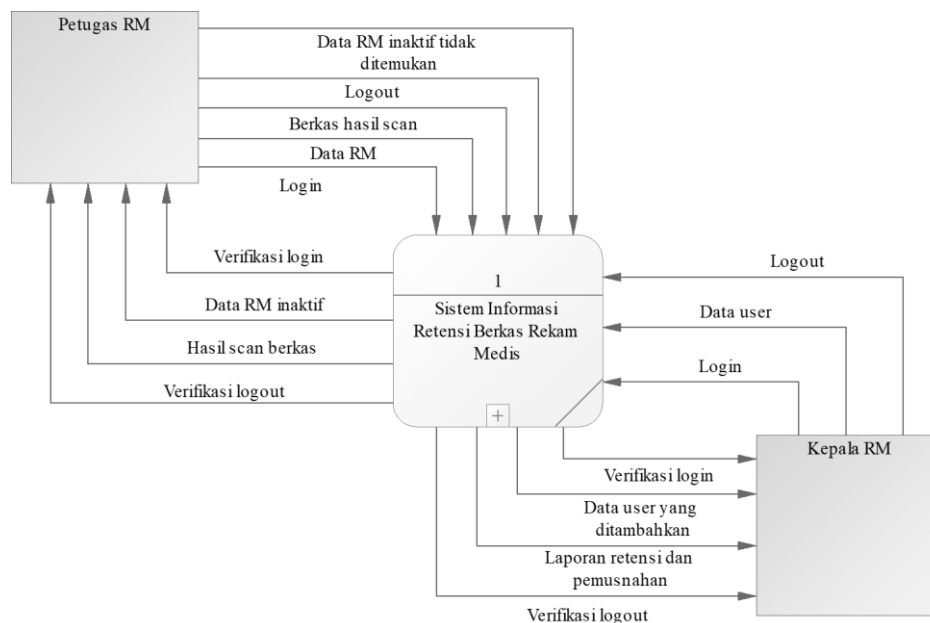 Petugas RM
Data RM inaktif tidak
ditemukan
Logout
Berkas hasil scan
Data RM
Login
Verifikasi login
Data RM inaktif
Hasil scan berkas
Verifikasi logout
1
Sistem Informasi
Retensi Berkas Rekam
Medis
Logout
Data user
Login
Kepala RM
Verifikasi login
Data user yang
ditambahkan
Laporan retensi dan
pemusnahan
Verifikasi logout